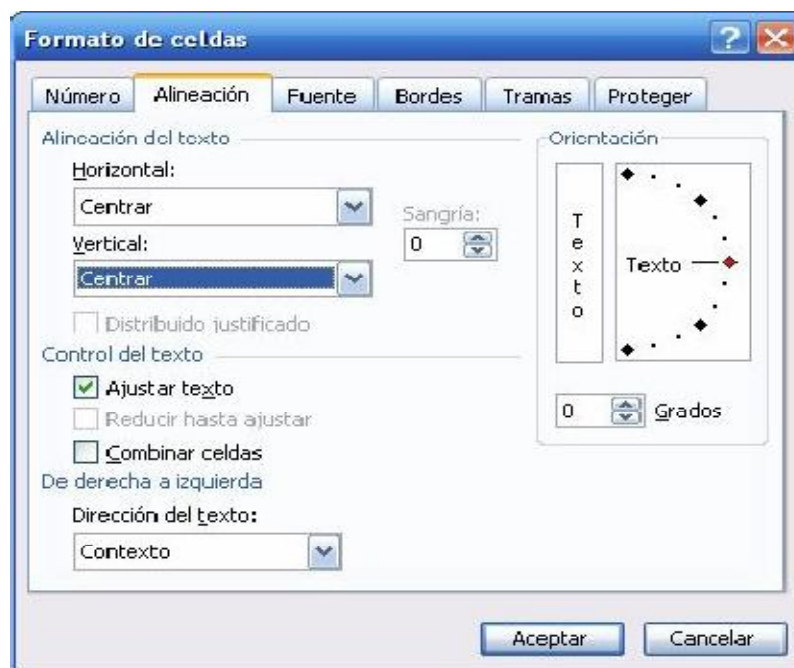 Formato de celdas
Número Alineación Fuente Bordes Tramas Proteger
Alineación del texto
Horizontal:
Centrar
Sangría:
0
Vertical:
Centrar
Distribuido justificado
Control del texto
Ajustar texto
Reducir hasta ajustar
Combinar celdas
De derecha a izquierda
Dirección del texto:
Contexto
Orientación
Texto
Texto
0 Grados
Aceptar Cancelar